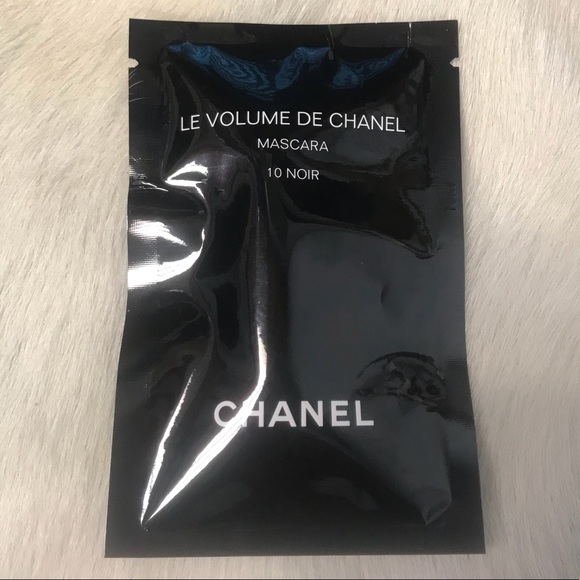 LE VOLUME DE CHANEL
MASCARA
10 NOIR
CHANEL